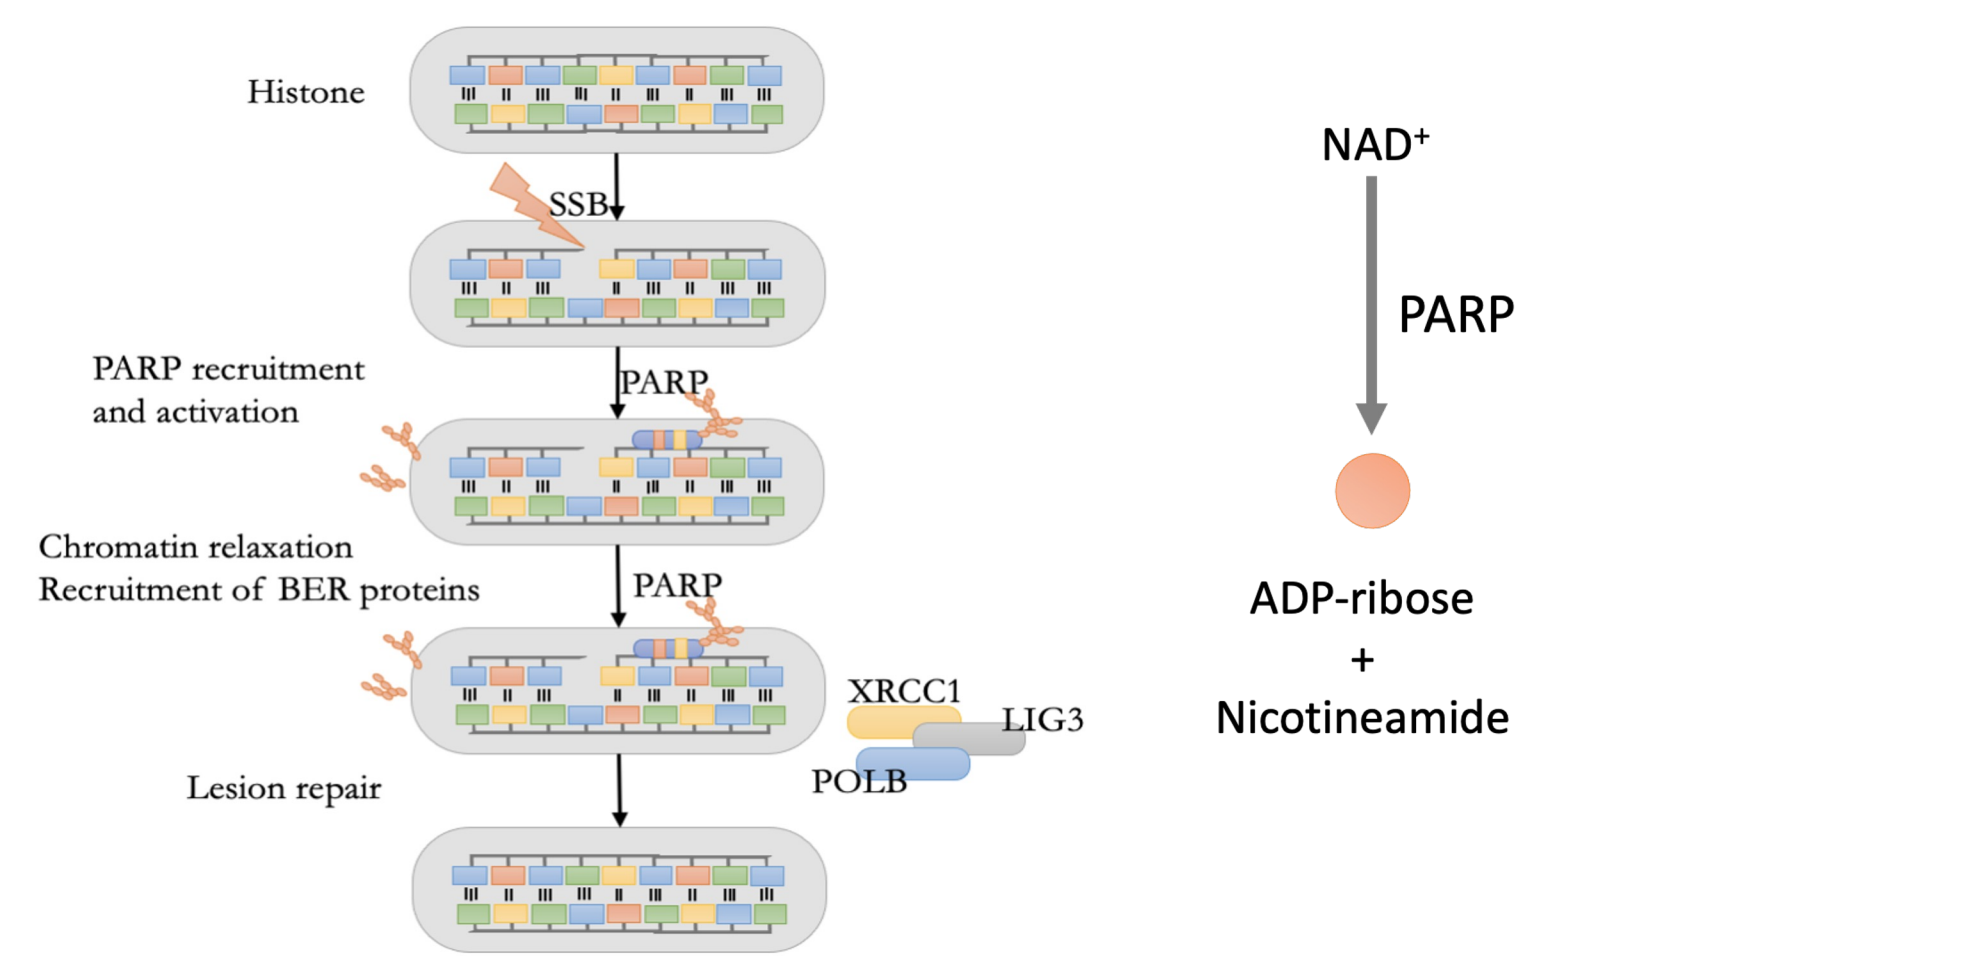 Histone
SSB
PARP recruitment
and activation
PARP
Chromatin relaxation
Recruitment of BER proteins
PARP
XRCC1
LIG3
POLB
Lesion repair
NAD⁺
PARP
ADP-ribose
+
Nicotineamide